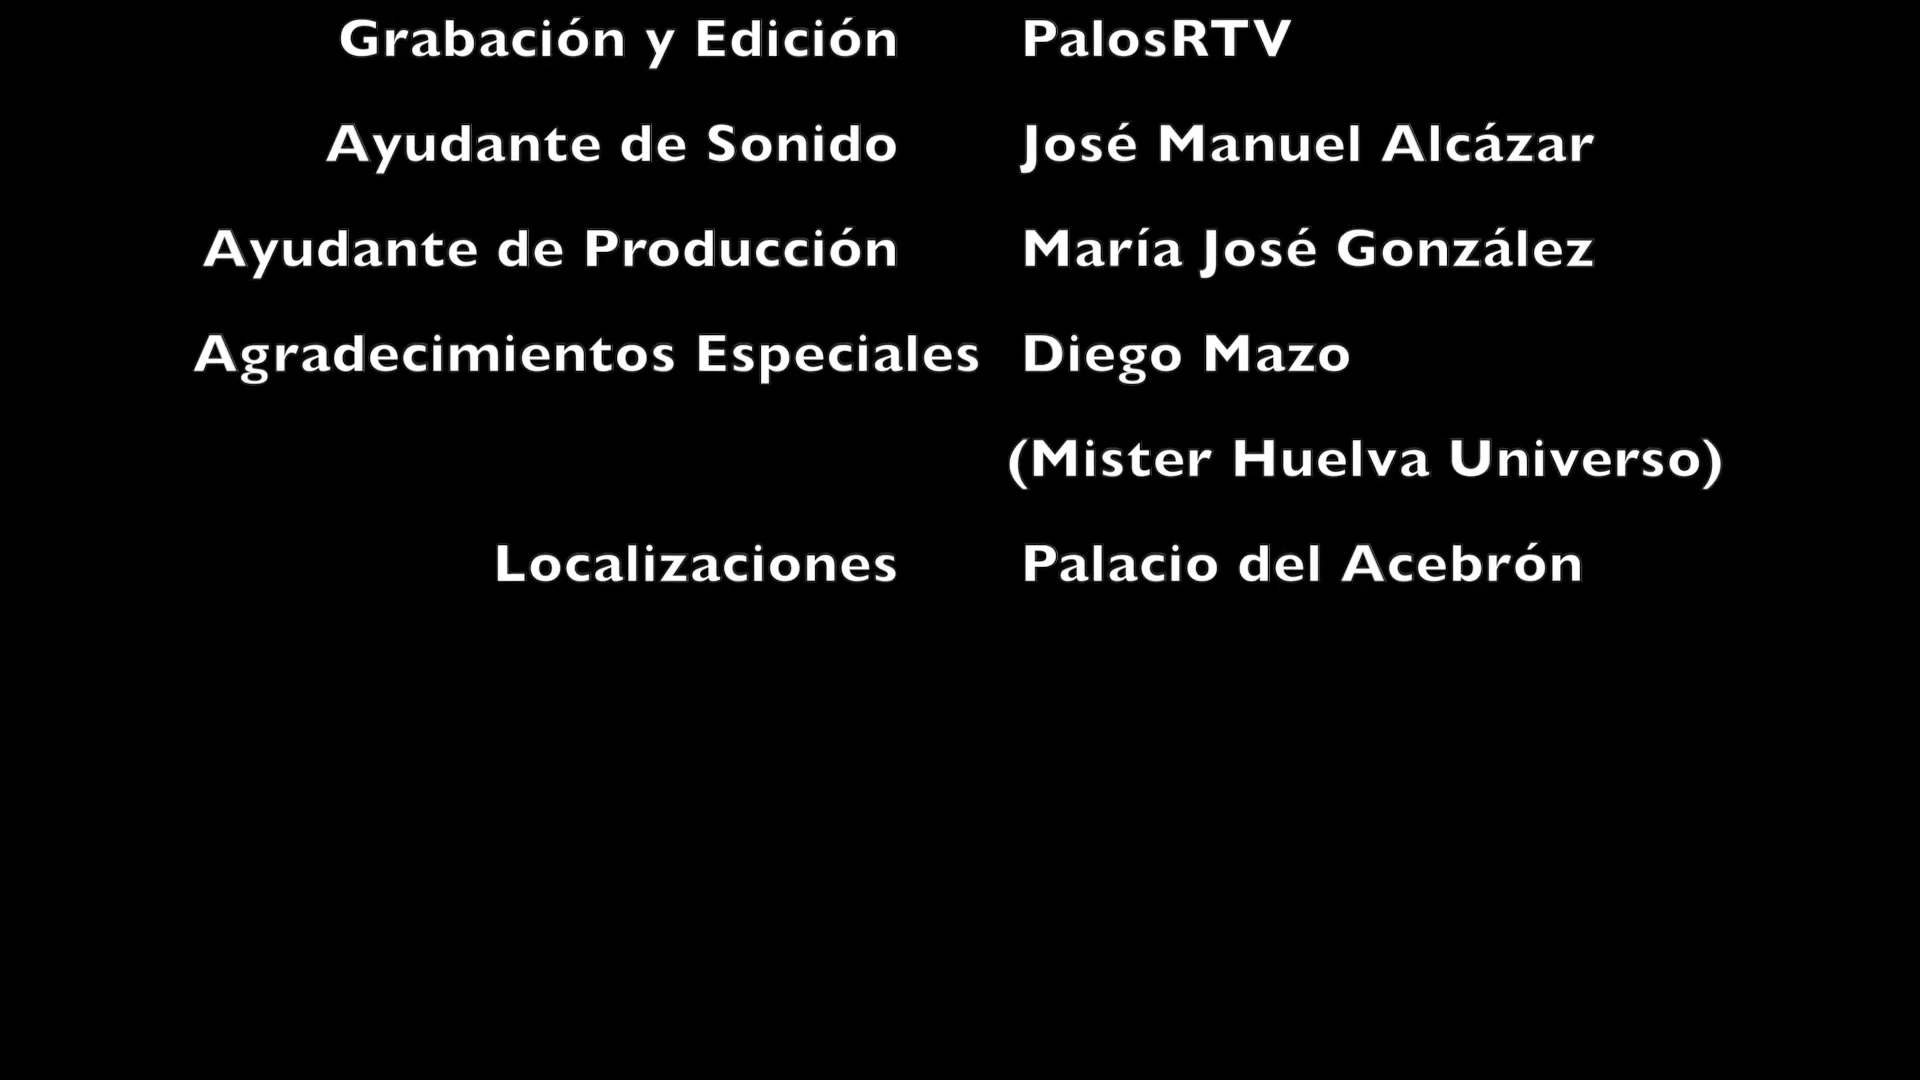 Grabación y Edición PalosRTV
Ayudante de Sonido José Manuel Alcázar
Ayudante de Producción María José González
Agradecimientos Especiales Diego Mazo
(Mister Huelva Universo)
Localizaciones Palacio del Acebrón